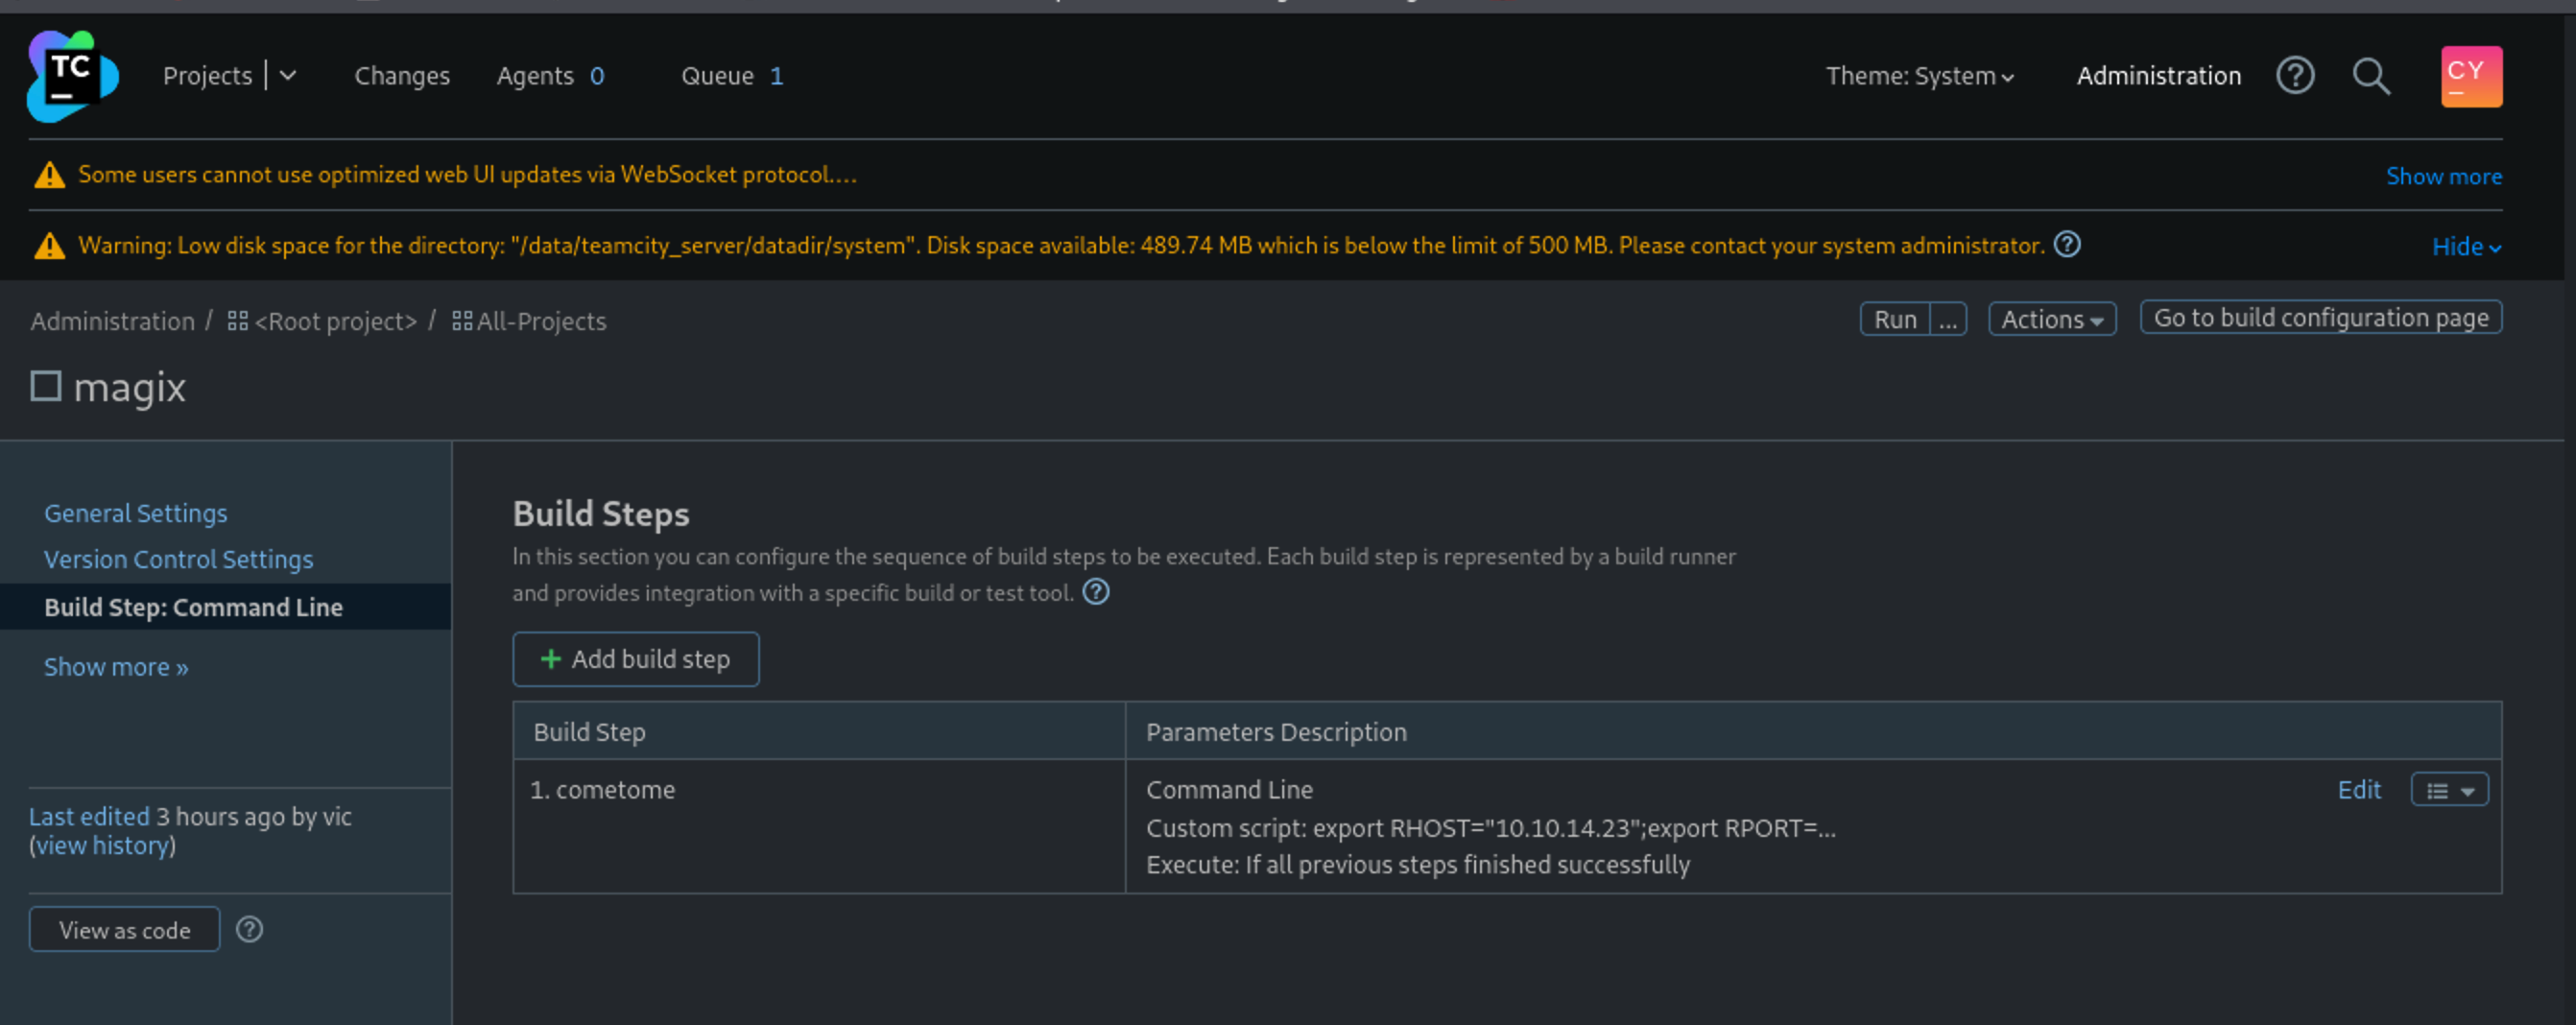 TC
Projects
Changes
Agents 0
Queue 1
Theme: System
Administration
CY
Some users cannot use optimized web UI updates via WebSocket protocol....
Show more
Warning: Low disk space for the directory: "/data/teamcity_server/datadir/system". Disk space available: 489.74 MB which is below the limit of 500 MB. Please contact your system administrator.
Hide
Administration / <Root project> / All-Projects
Run ...
Actions
Go to build configuration page
magix
General Settings
Version Control Settings
Build Step: Command Line
Show more »
Last edited 3 hours ago by vic
(view history)
View as code
Build Steps
In this section you can configure the sequence of build steps to be executed. Each build step is represented by a build runner
and provides integration with a specific build or test tool.
+ Add build step
Build Step
Parameters Description
1. cometome
Command Line
Edit
Custom script: export RHOST="10.10.14.23";export RPORT=...
Execute: If all previous steps finished successfully